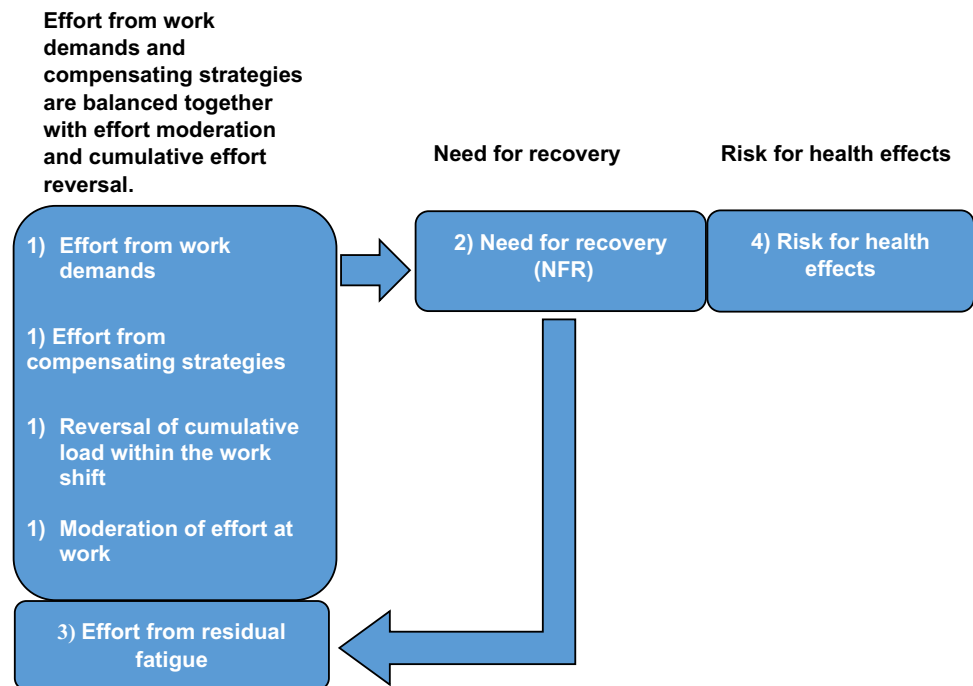 Effort from work
demands and
compensating strategies
are balanced together
with effort moderation
and cumulative effort
reversal.
Need for recovery
Risk for health effects
1) Effort from work
demands
1) Effort from
compensating strategies
1) Reversal of cumulative
load within the work
shift
1) Moderation of effort at
work
2) Need for recovery
(NFR)
4) Risk for health
effects
3) Effort from residual
fatigue